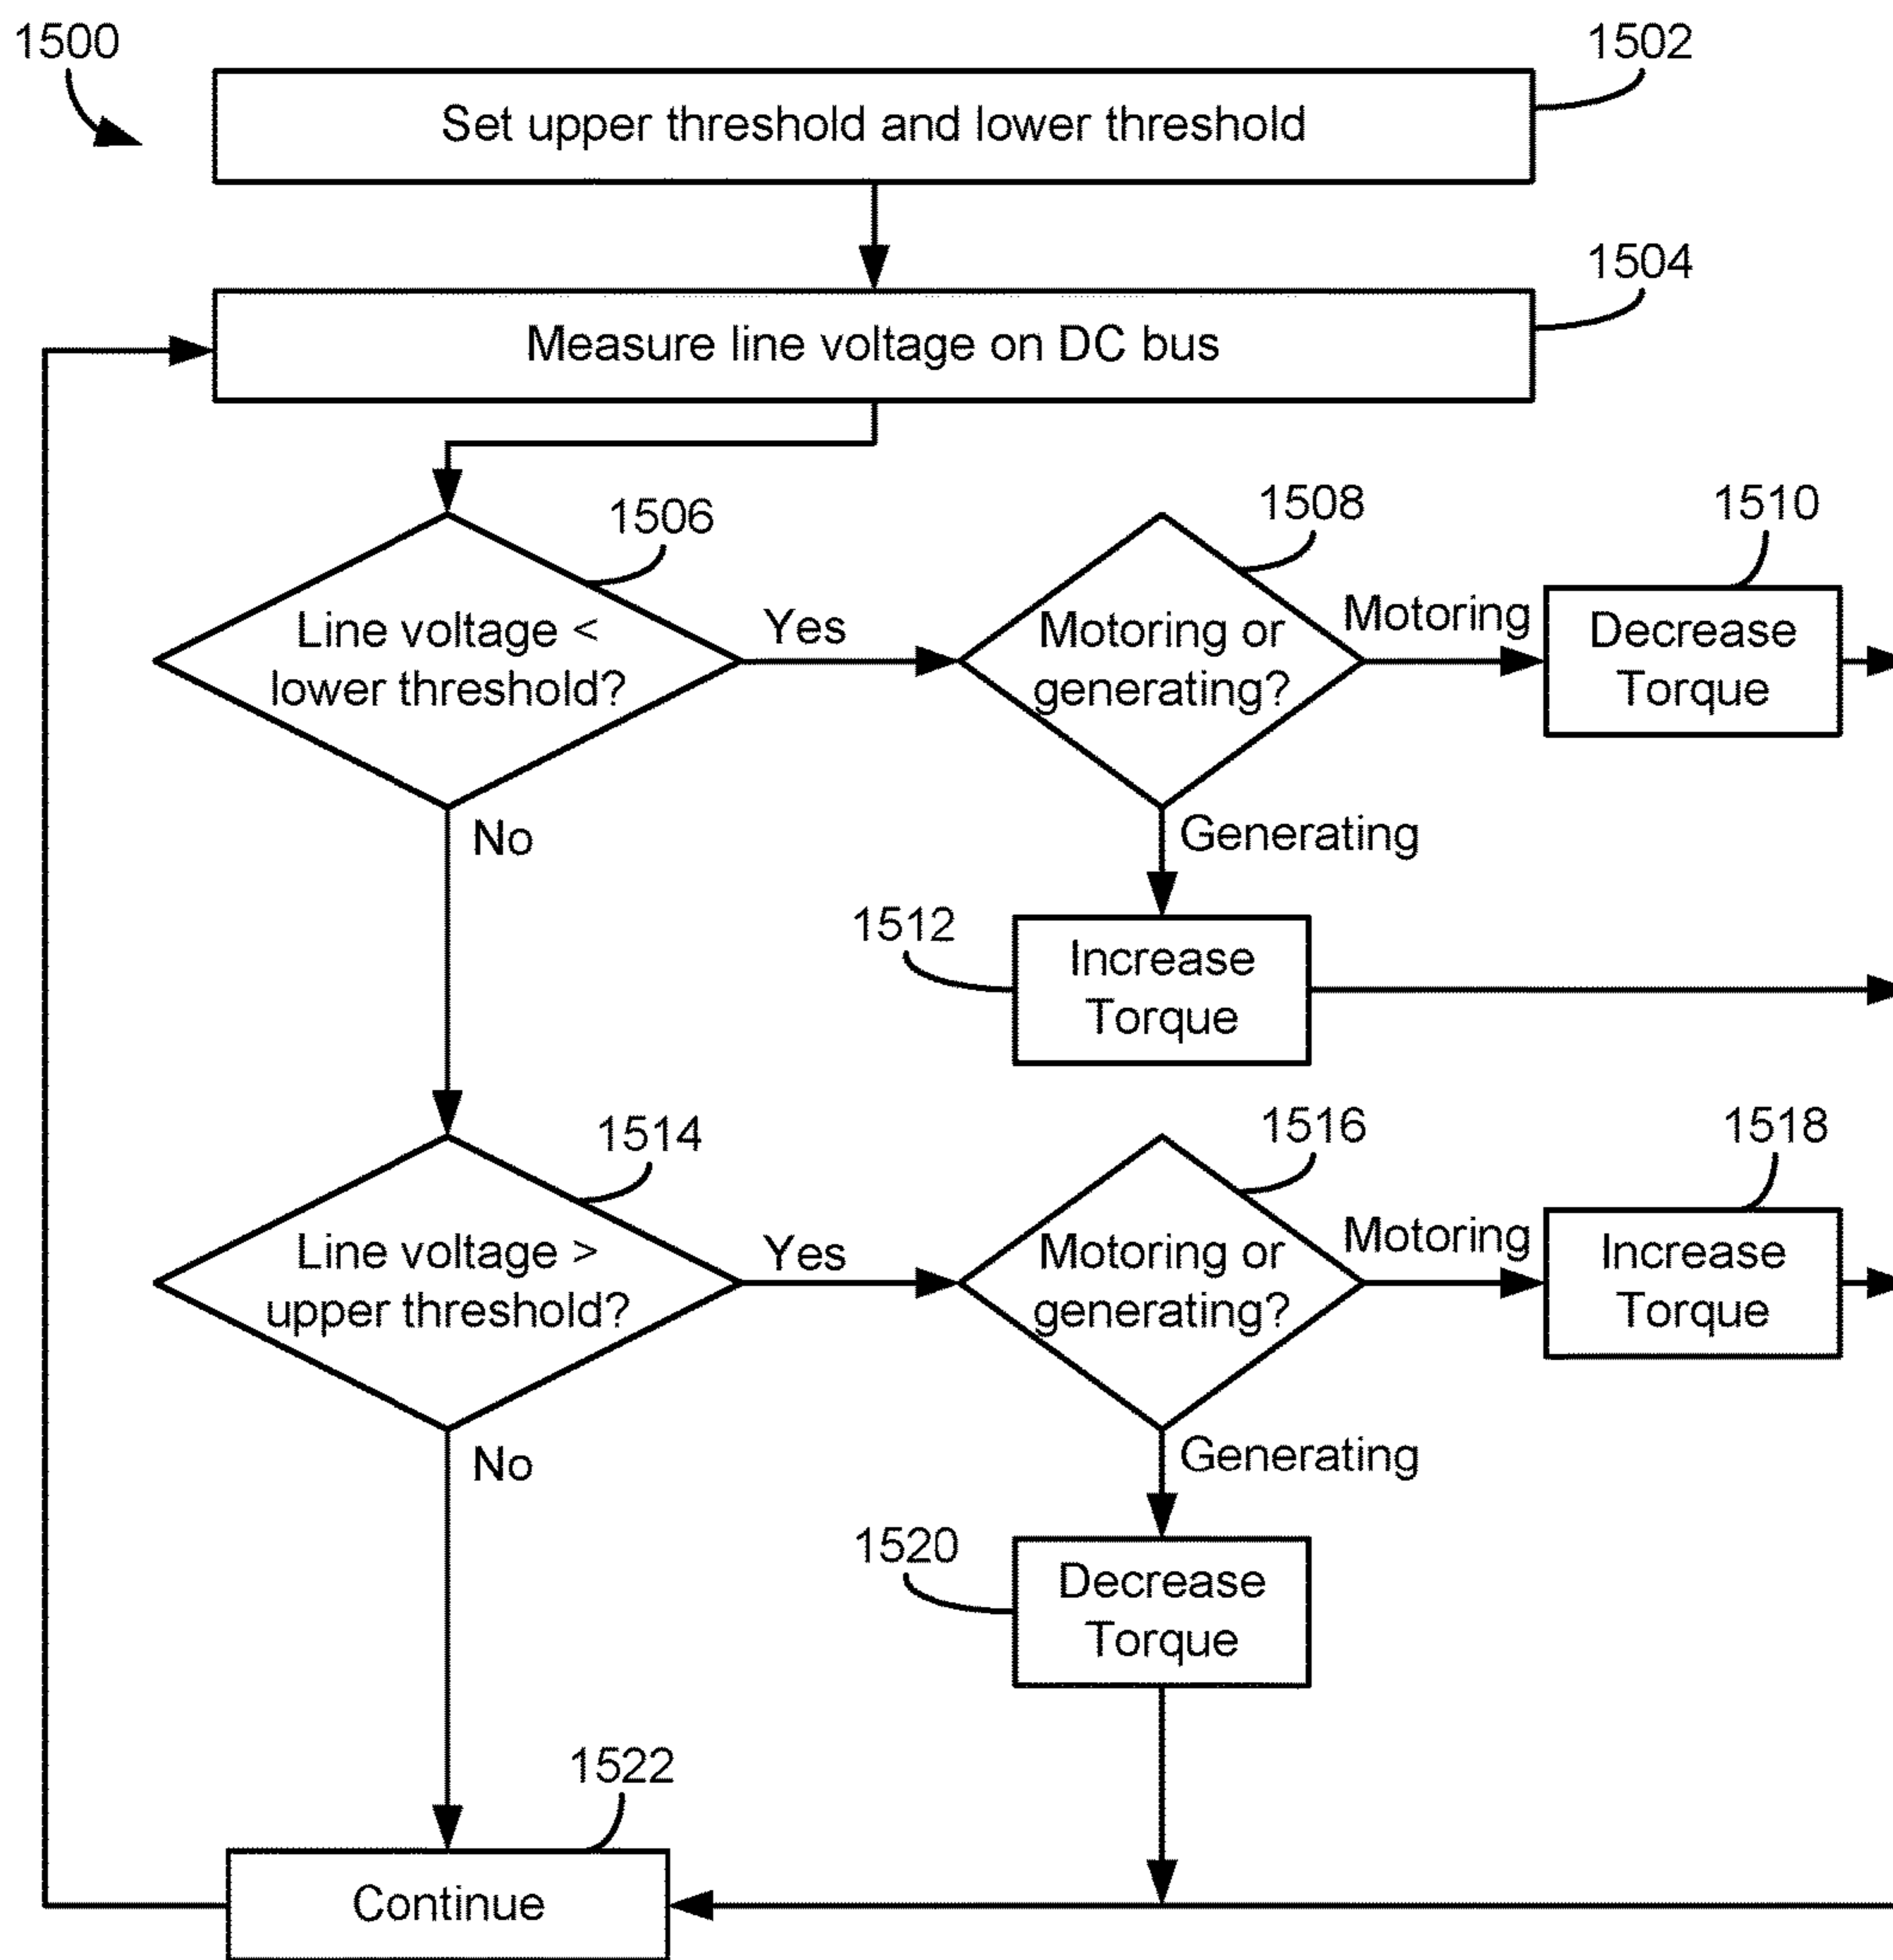 1500
1502
Set upper threshold and lower threshold
1504
Measure line voltage on DC bus
1506
Line voltage <
lower threshold?
Yes
No
1508
Motoring or
generating?
Motoring
1510
Decrease
Torque
Generating
1512
Increase
Torque
1514
Line voltage >
upper threshold?
Yes
No
1516
Motoring or
generating?
Motoring
1518
Increase
Torque
Generating
1520
Decrease
Torque
1522
Continue